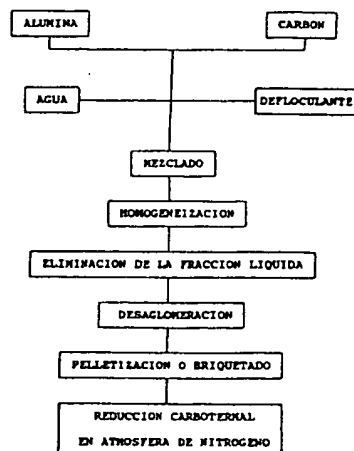 ALUMINA
CARBON
AGUA
DEFLOCULANTE
MEZCLADO
HOMOGENEIZACION
ELIMINACION DE LA FRACCION LIQUIDA
DESAGLOMERACION
PELLETIZACION O BRIQUETADO
REDUCCION CARBOTERMAL
EN ATMOSFERA DE NITROGENO